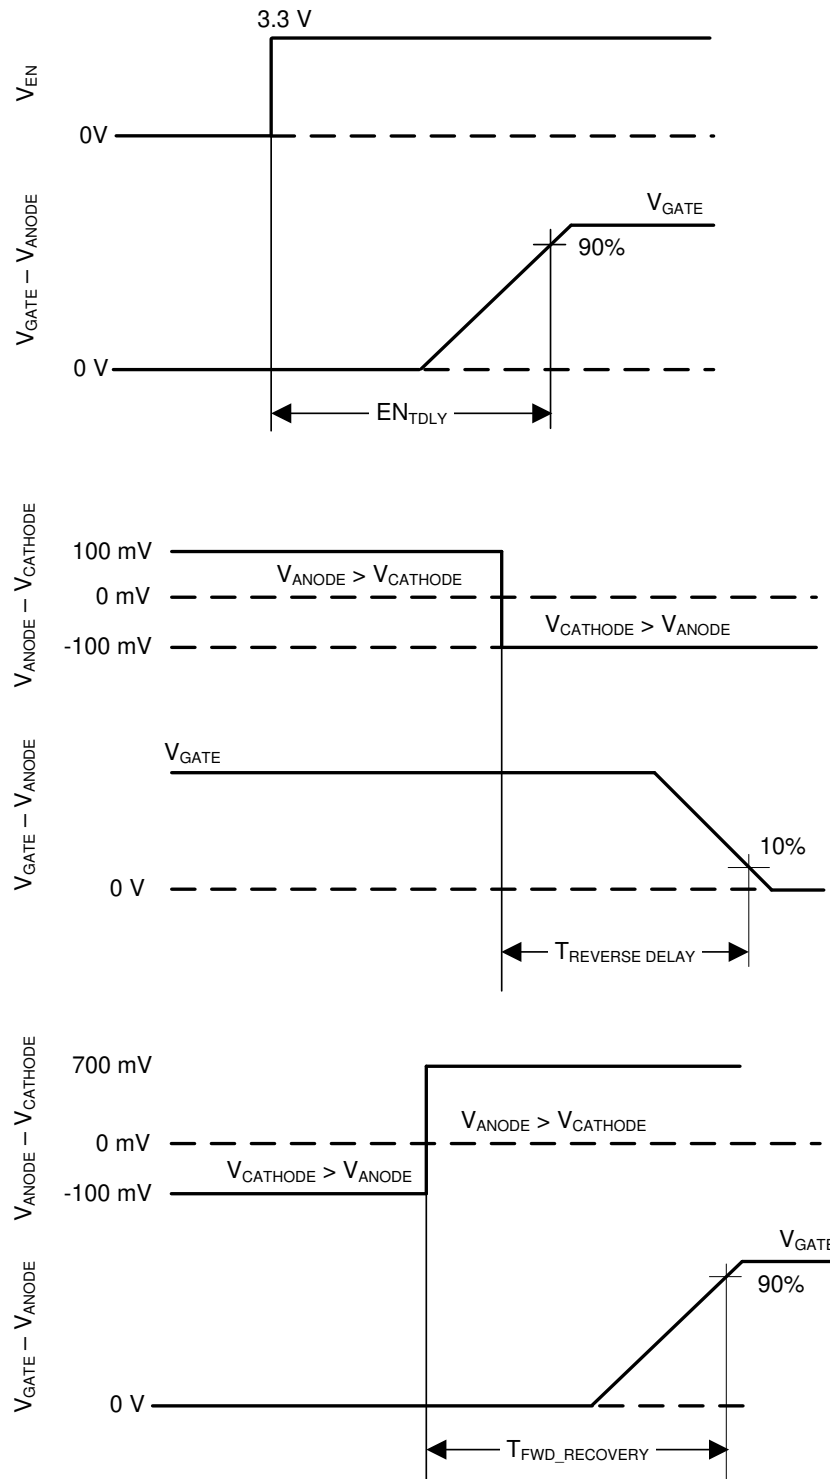 3.3 V
V_EN
0V
V_GATE – V_ANODE
V_GATE
90%
0 V
EN_TDLY
V_ANODE – V_CATHODE
100 mV
V_ANODE > V_CATHODE
0 mV
V_CATHODE > V_ANODE
-100 mV
V_GATE – V_ANODE
V_GATE
10%
0 V
T_REVERSE DELAY
V_ANODE – V_CATHODE
700 mV
V_ANODE > V_CATHODE
0 mV
V_CATHODE > V_ANODE
-100 mV
V_GATE – V_ANODE
V_GATE
90%
0 V
T_FWD_RECOVERY